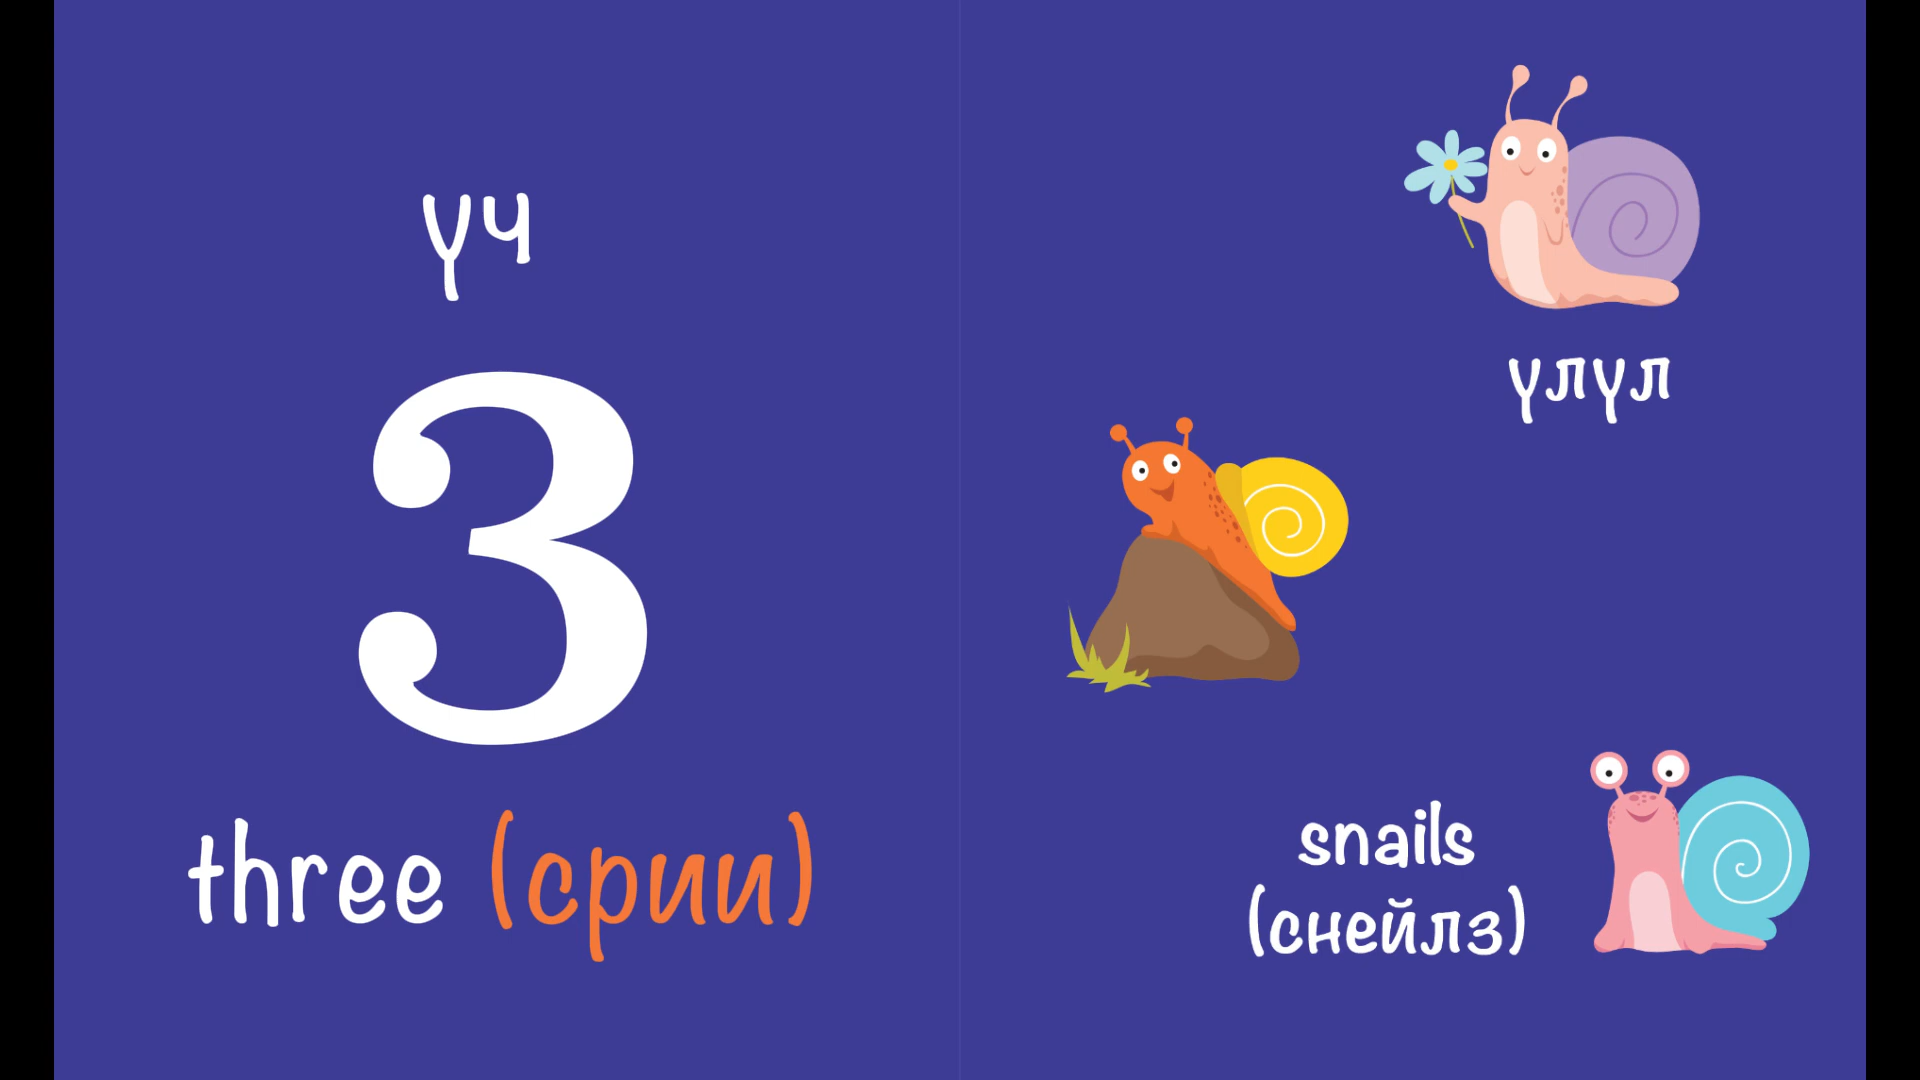 үч
3
three (срии)
үлүл
snails
(снейлз)